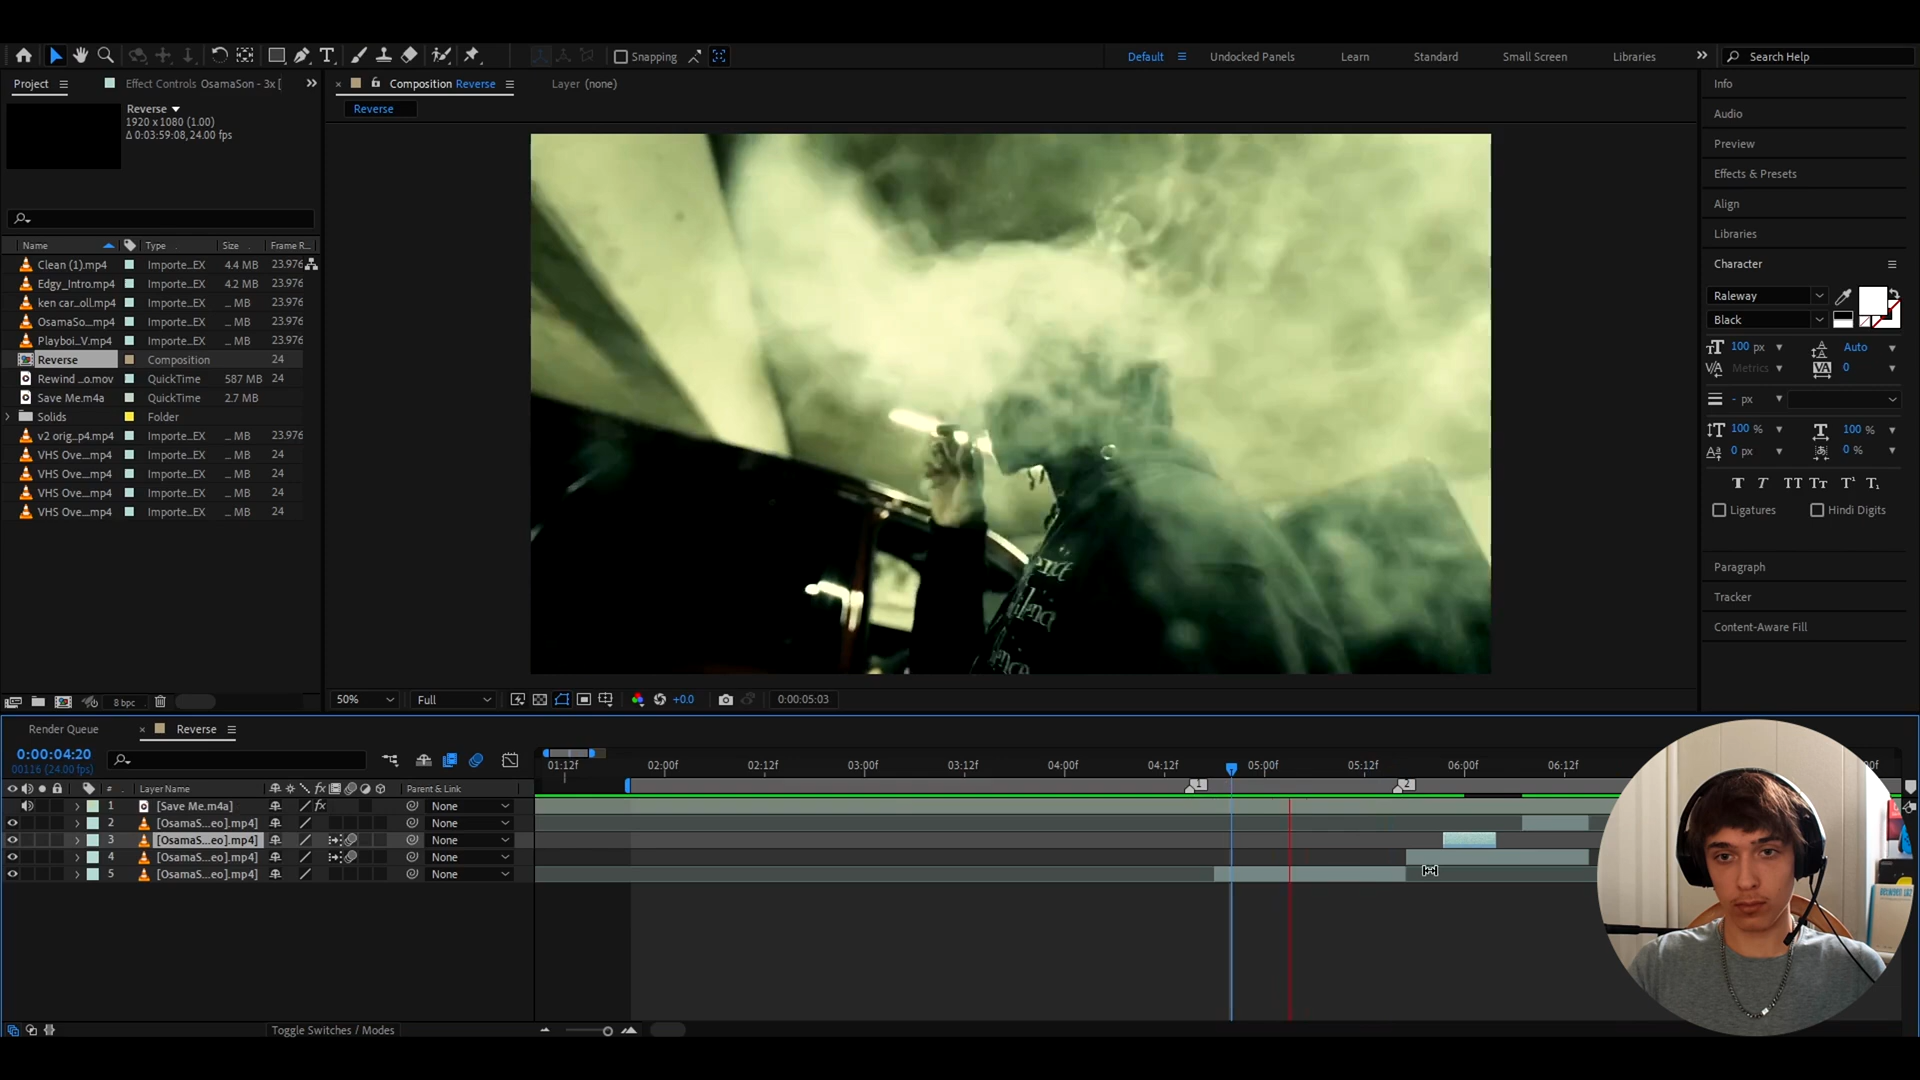 Snapping
Default
Undocked Panels
Learn
Standard
Small Screen
Libraries
Search Help
Project
Effect Controls OsamaSon - 3x [
Composition Reverse
Layer (none)
Reverse
1920 x 1080 (1.00)
Δ 0:03:59:08, 24.00 fps
Reverse
Name Type Size Frame R...
Clean (1).mp4 Importe...EX 4.4 MB 23.976
Edgy_Intro.mp4 Importe...EX 4.2 MB 23.976
ken car...oll.mp4 Importe...EX ... MB 23.976
OsamaSo...mp4 Importe...EX ... MB 23.976
Playboi...V.mp4 Importe...EX ... MB 23.976
Reverse Composition 24
Rewind ...o.mov QuickTime 587 MB 24
Save Me.m4a QuickTime 2.7 MB
Solids Folder
v2 orig...p4.mp4 Importe...EX ... MB 23.976
VHS Ove...mp4 Importe...EX ... MB 24
VHS Ove...mp4 Importe...EX ... MB 24
VHS Ove...mp4 Importe...EX ... MB 24
VHS Ove...mp4 Importe...EX ... MB 24
8 bpc
50%
Full
+0.0
0:00:05:03
Info
Audio
Preview
Effects & Presets
Align
Libraries
Character
Raleway
Black
100 px
Auto
Metrics
0
- px
100 %
100 %
0 px
0 %
Ligatures
Hindi Digits
Paragraph
Tracker
Content-Aware Fill
Render Queue
Reverse
0:00:04:20
00116 (24.00 fps)
01:12f 02:00f 02:12f 03:00f 03:12f 04:00f 04:12f 05:00f 05:12f 06:00f 06:12f
1
2
# Layer Name Parent & Link
1 [Save Me.m4a] None
2 [OsamaS...eo].mp4] None
3 [OsamaS...eo].mp4] None
4 [OsamaS...eo].mp4] None
5 [OsamaS...eo].mp4] None
Toggle Switches / Modes